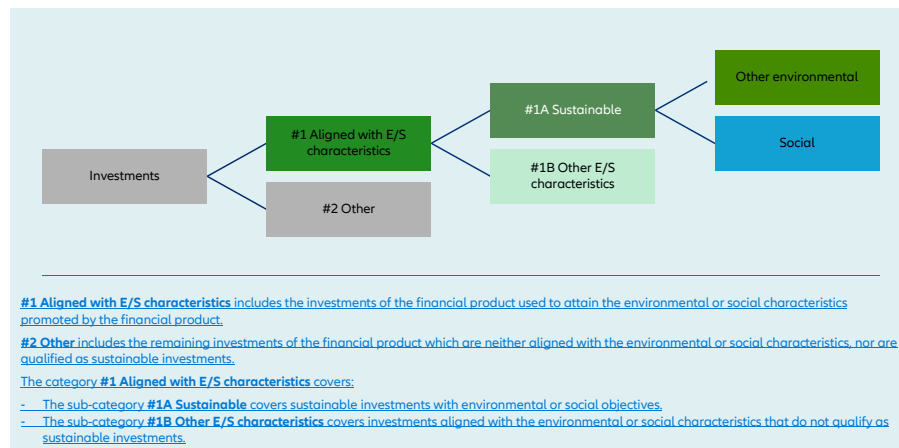 Other environmental
#1A Sustainable
#1 Aligned with E/S
characteristics
Social
Investments
#1B Other E/S
characteristics
#2 Other
#1 Aligned with E/S characteristics includes the investments of the financial product used to attain the environmental or social characteristics
promoted by the financial product.
#2 Other includes the remaining investments of the financial product which are neither aligned with the environmental or social characteristics, nor are
qualified as sustainable investments.
The category #1 Aligned with E/S characteristics covers:
- The sub-category #1A Sustainable covers sustainable investments with environmental or social objectives.
- The sub-category #1B Other E/S characteristics covers investments aligned with the environmental or social characteristics that do not qualify as
sustainable investments.